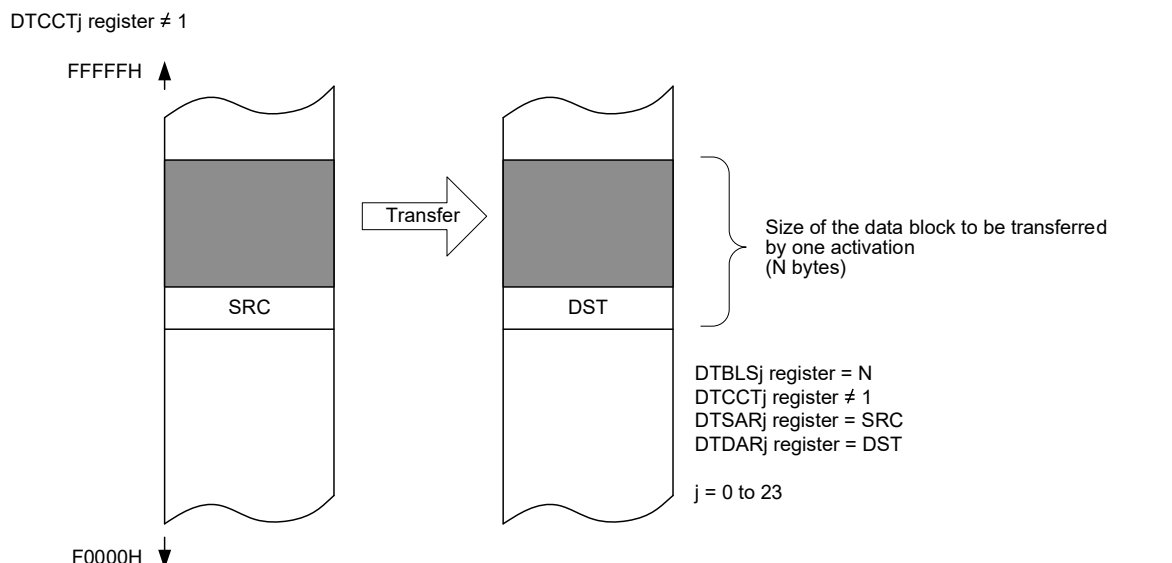 DTCCTj register ≠ 1
FFFFFH
Transfer
Size of the data block to be transferred
by one activation
(N bytes)
SRC
DST
DTBLSj register = N
DTCCTj register ≠ 1
DTSARj register = SRC
DTDARj register = DST
j = 0 to 23
F0000H